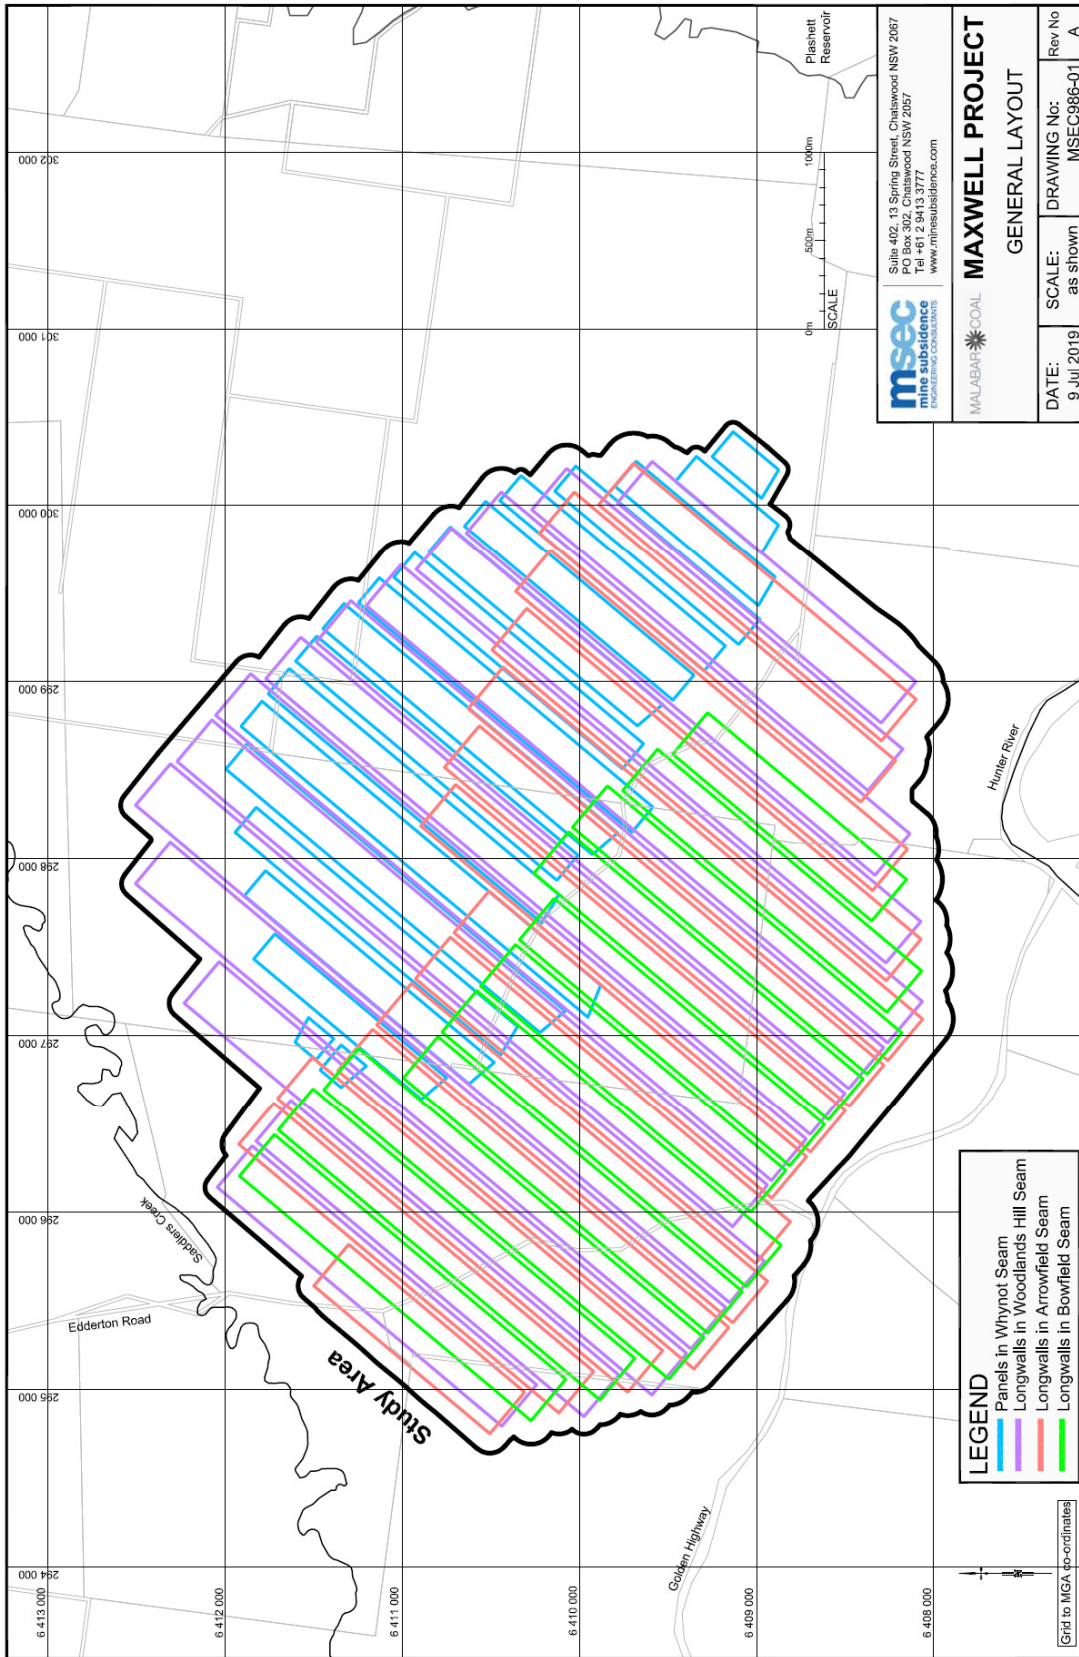 302 000
301 000
300 000
299 000
298 000
297 000
296 000
295 000
294 000
6 413 000
6 412 000
6 411 000
6 410 000
6 409 000
6 408 000
Plashett
Reservoir
Saddlers Creek
Edderton Road
Study Area
Hunter River
Golden Highway
0m
500m
1000m
SCALE
LEGEND
Panels in Whynot Seam
Longwalls in Woodlands Hill Seam
Longwalls in Arrowfield Seam
Longwalls in Bowfield Seam
Grid to MGA co-ordinates
N
msec
mine subsidence
ENGINEERING CONSULTANTS
Suite 402, 13 Spring Street, Chatswood NSW 2067
PO Box 302, Chatswood NSW 2057
Tel +61 2 9413 3777
www.minesubsidence.com
MALABAR COAL
MAXWELL PROJECT
GENERAL LAYOUT
DATE:
9 Jul 2019
SCALE:
as shown
DRAWING No:
MSEC986-01
Rev No
A